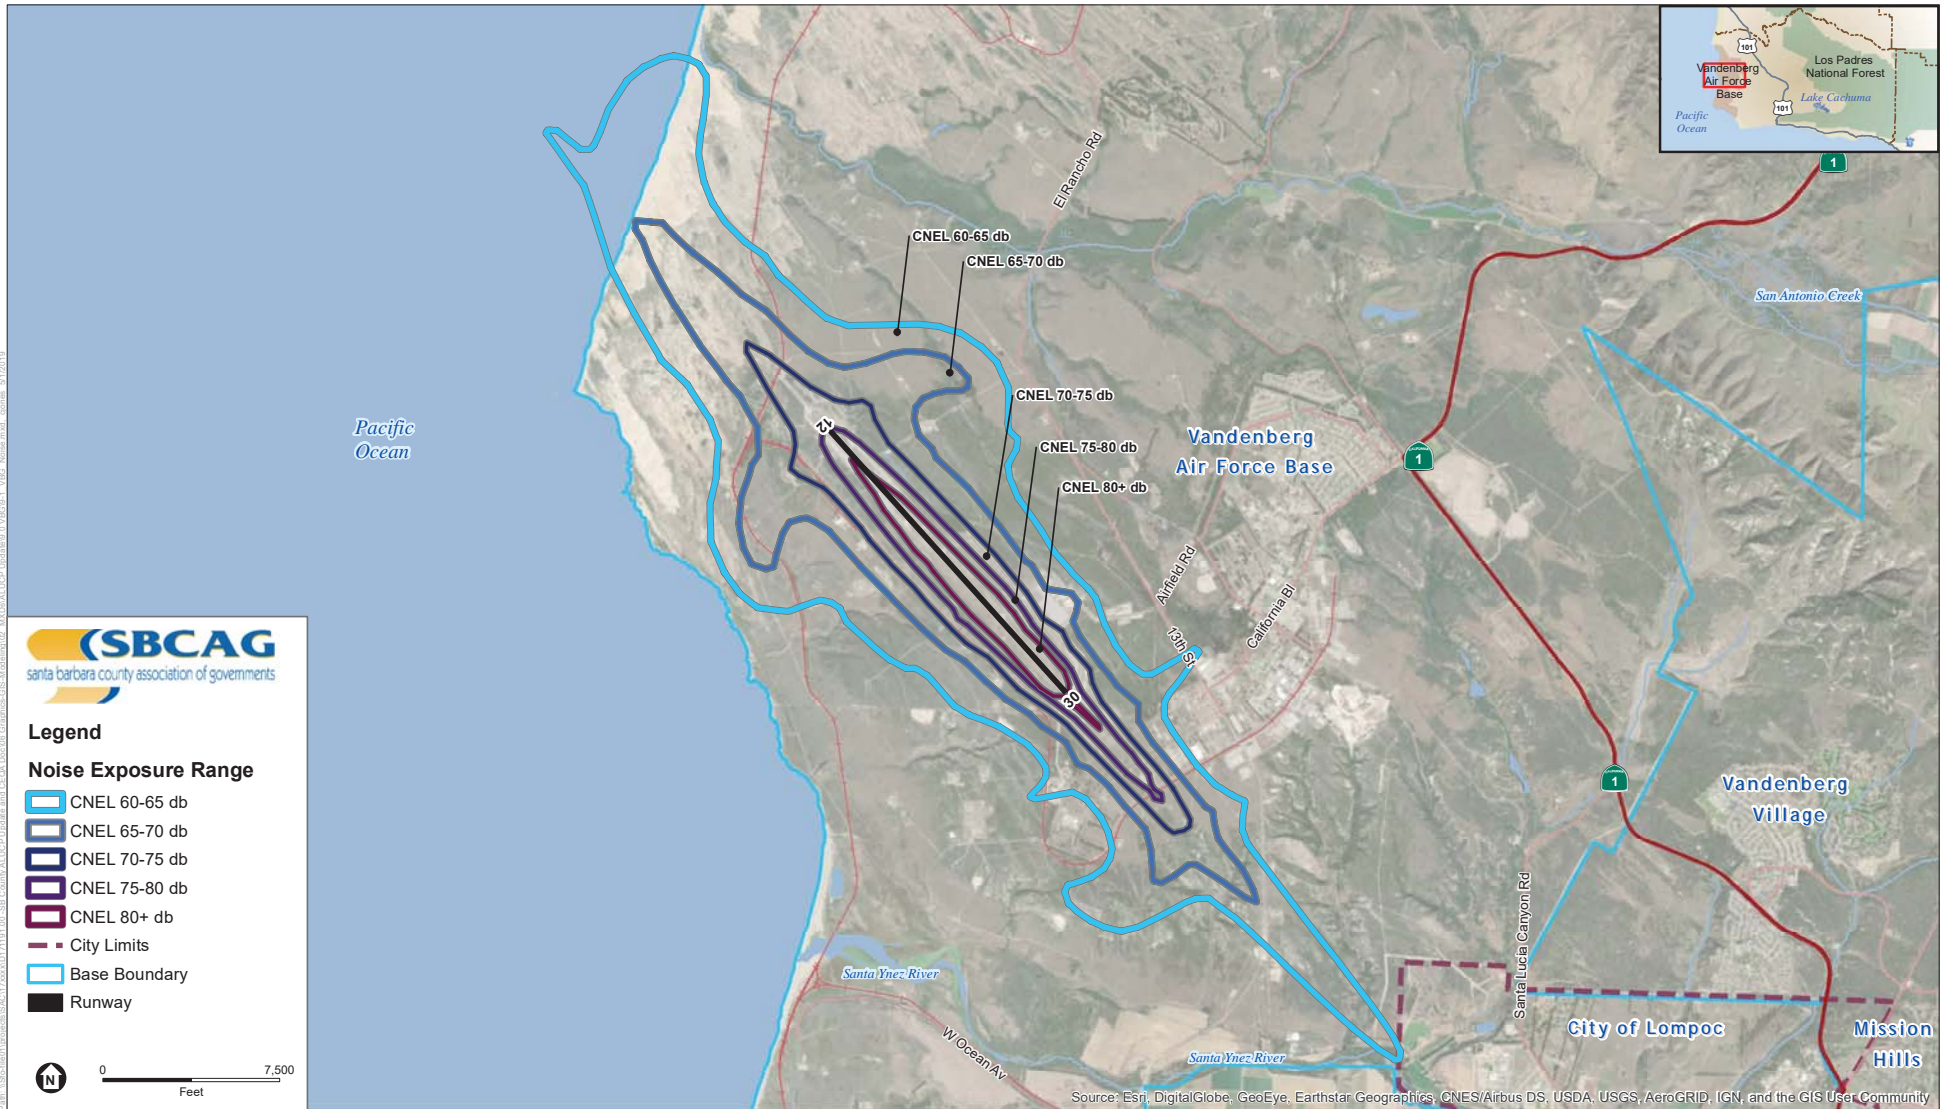 101
Vandenberg
Air Force
Base
Los Padres
National Forest
Lake Cachuma
101
Pacific
Ocean
1
El Rancho Rd
CNEL 60-65 db
CNEL 65-70 db
San Antonio Creek
CNEL 70-75 db
12
Pacific
Ocean
Vandenberg
Air Force Base
CNEL 75-80 db
1
CNEL 80+ db
Airfield Rd
California Bl
13th St
30
1
Vandenberg
Village
Santa Lucia Canyon Rd
Santa Ynez River
City of Lompoc
Mission
Hills
W Ocean Av
Santa Ynez River
SBCAG
santa barbara county association of governments
Legend
Noise Exposure Range
CNEL 60-65 db
CNEL 65-70 db
CNEL 70-75 db
CNEL 75-80 db
CNEL 80+ db
City Limits
Base Boundary
Runway
N
0 7,500
Feet
Source: Esri, DigitalGlobe, GeoEye, Earthstar Geographics, CNES/Airbus DS, USDA, USGS, AeroGRID, IGN, and the GIS User Community